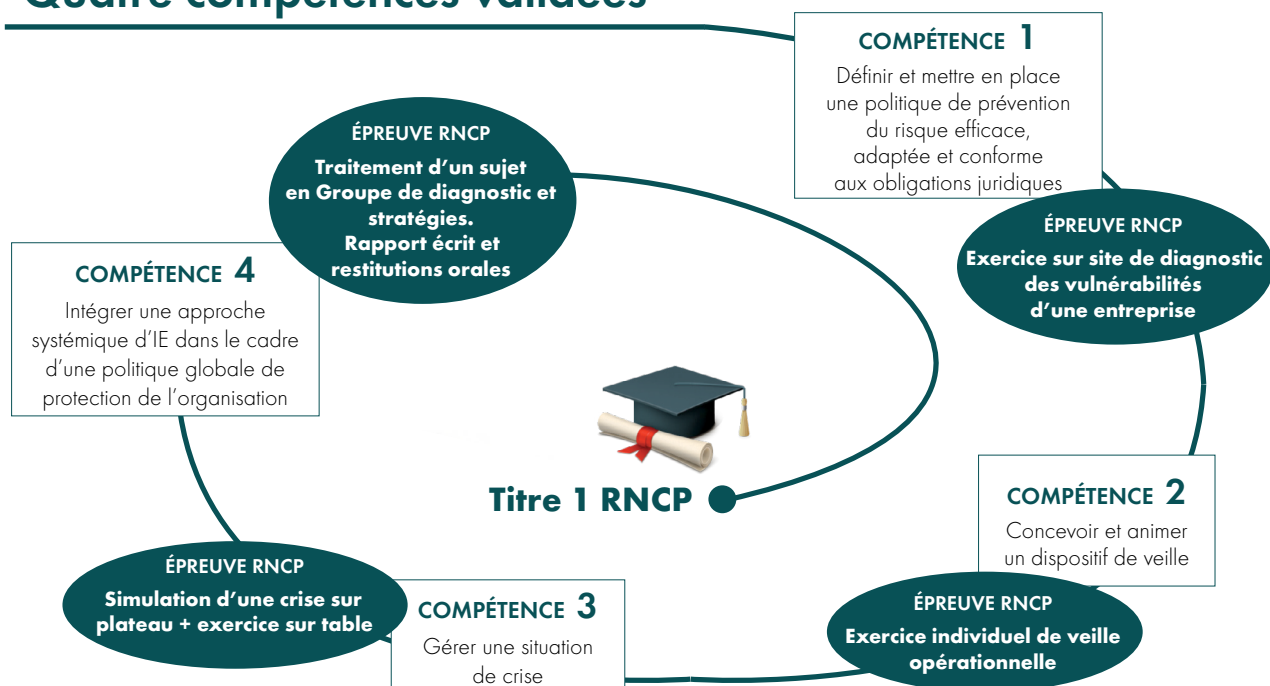 Quatre compétences validées
COMPÉTENCE 1
Définir et mettre en place
une politique de prévention
du risque efficace,
adaptée et conforme
aux obligations juridiques
ÉPREUVE RNCP
Exercice sur site de diagnostic
des vulnérabilités
d'une entreprise
COMPÉTENCE 2
Concevoir et animer
un dispositif de veille
ÉPREUVE RNCP
Exercice individuel de veille
opérationnelle
COMPÉTENCE 3
Gérer une situation
de crise
ÉPREUVE RNCP
Simulation d'une crise sur
plateau + exercice sur table
COMPÉTENCE 4
Intégrer une approche
systémique d'IE dans le cadre
d'une politique globale de
protection de l'organisation
ÉPREUVE RNCP
Traitement d'un sujet
en Groupe de diagnostic et
stratégies.
Rapport écrit et
restitutions orales
Titre 1 RNCP